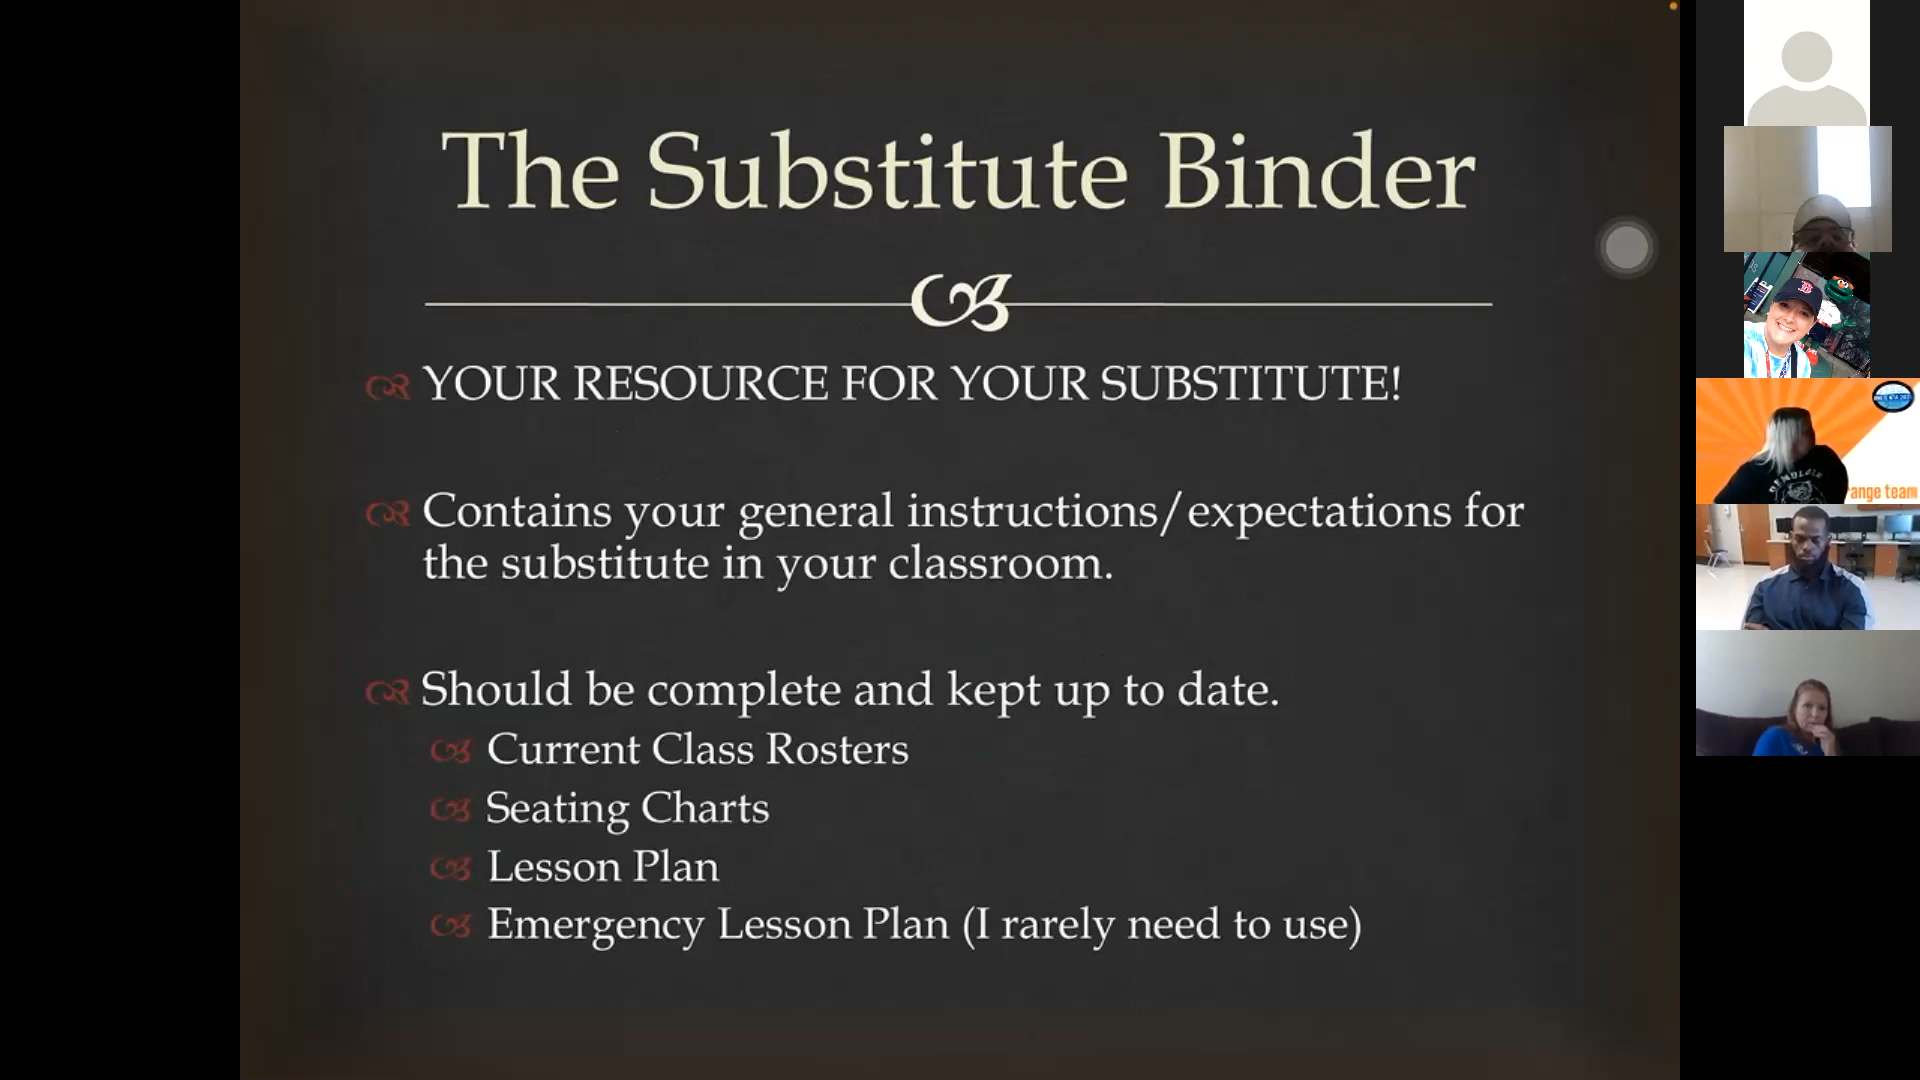 The Substitute Binder
YOUR RESOURCE FOR YOUR SUBSTITUTE!
Contains your general instructions/expectations for
the substitute in your classroom.
Should be complete and kept up to date.
Current Class Rosters
Seating Charts
Lesson Plan
Emergency Lesson Plan (I rarely need to use)
B
ange team